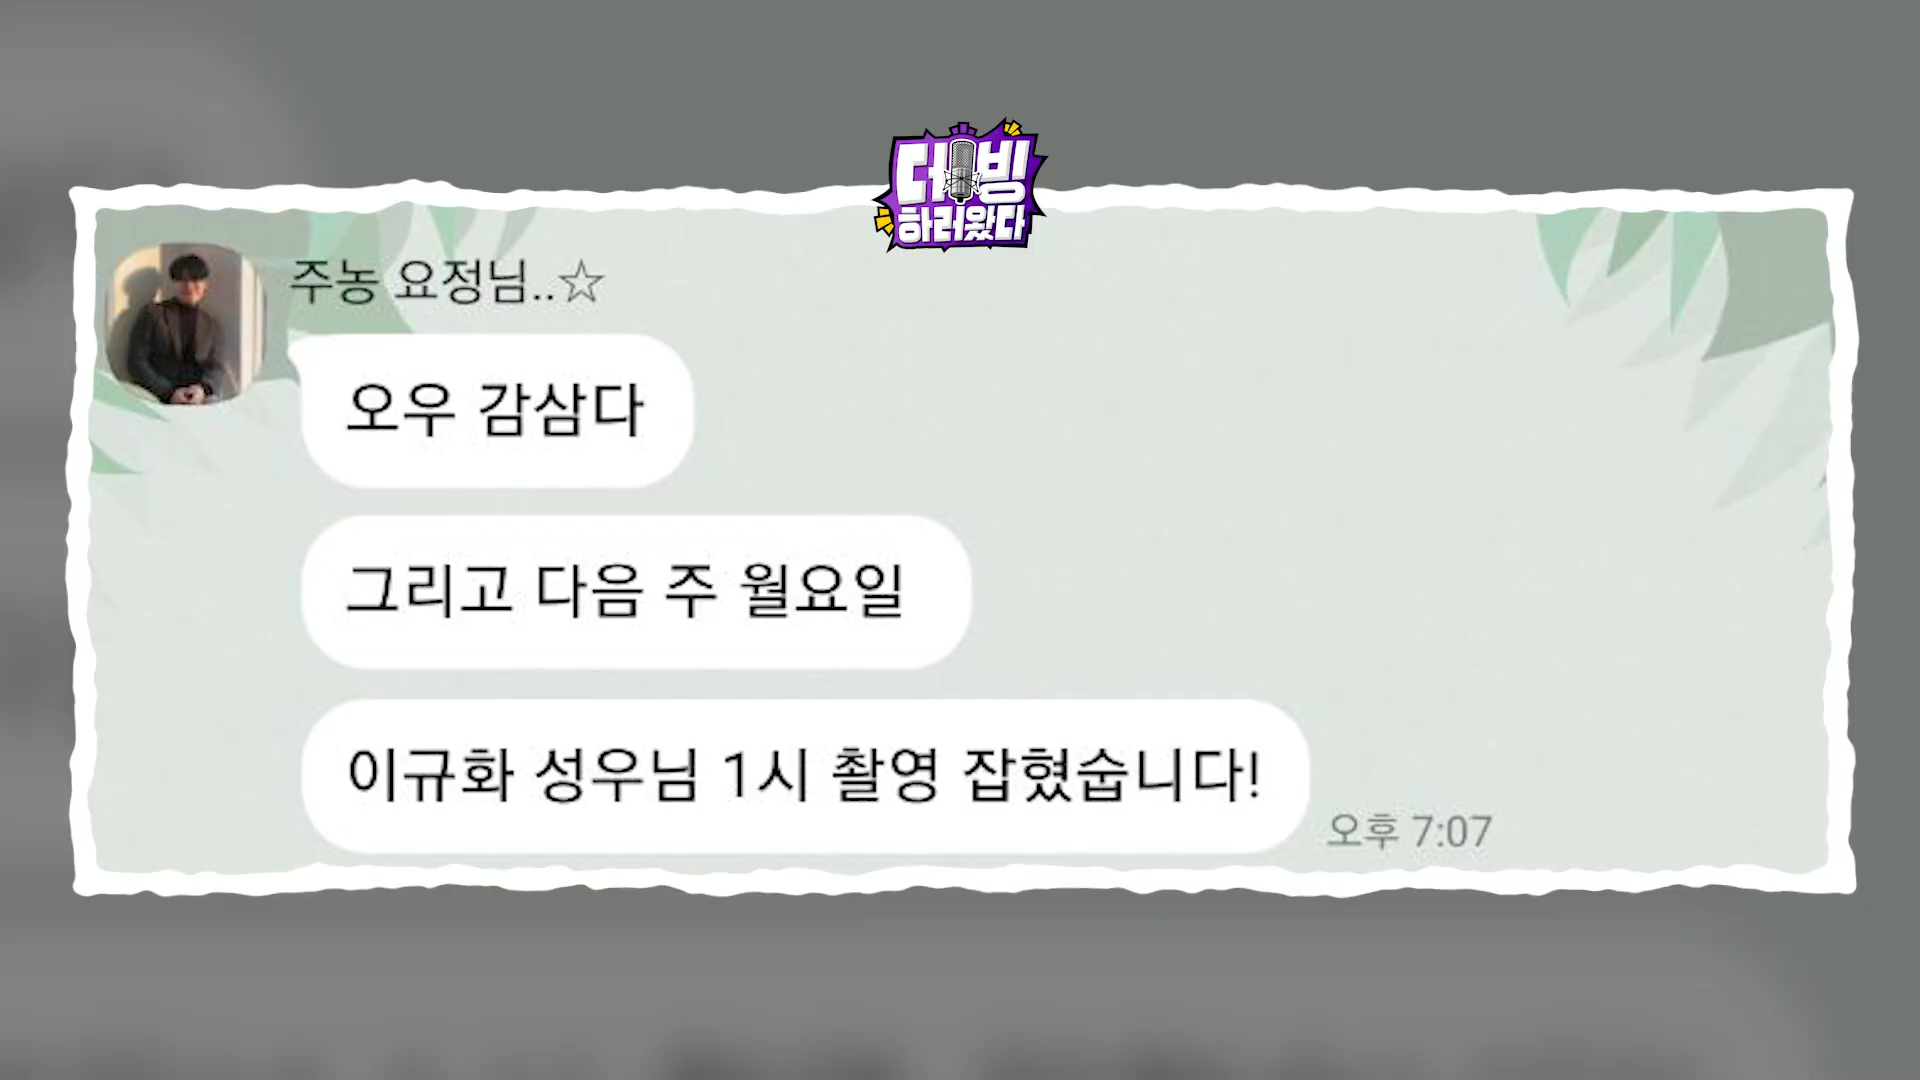 더빙
하러왔다
주농 요정님..☆
오우 감삼다
그리고 다음 주 월요일
이규화 성우님 1시 촬영 잡혔숩니다!
오후 7:07